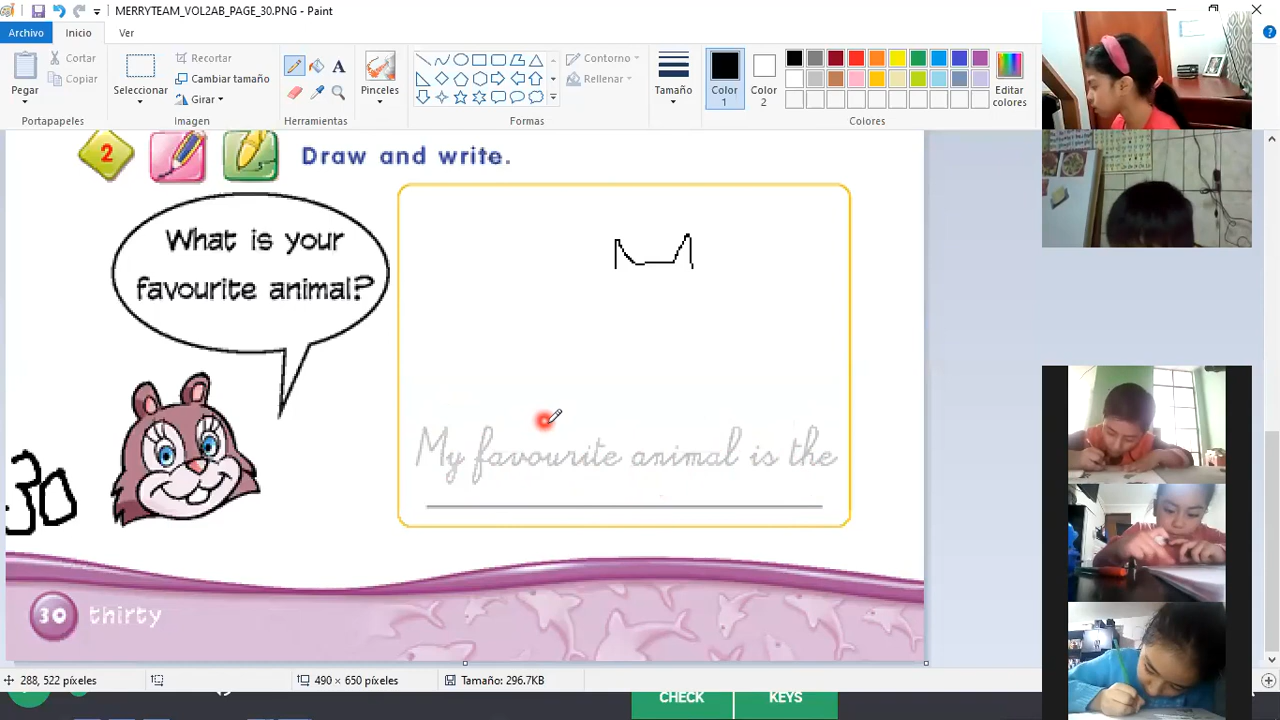 MERRYTEAM_VOL2AB_PAGE_30.PNG - Paint
Archivo Inicio Ver
Pegar
Cortar
Copiar
Portapapeles
Seleccionar
Recortar
Cambiar tamaño
Girar
Imagen
A
Herramientas
Pinceles
Formas
Contorno
Rellenar
Tamaño
Color 1
Color 2
Editar colores
Colores
2 Draw and write.
What is your
favourite animal?
My favourite animal is the
30
30 thirty
288, 522 píxeles
490 × 650 píxeles
Tamaño: 296.7KB
CHECK KEYS